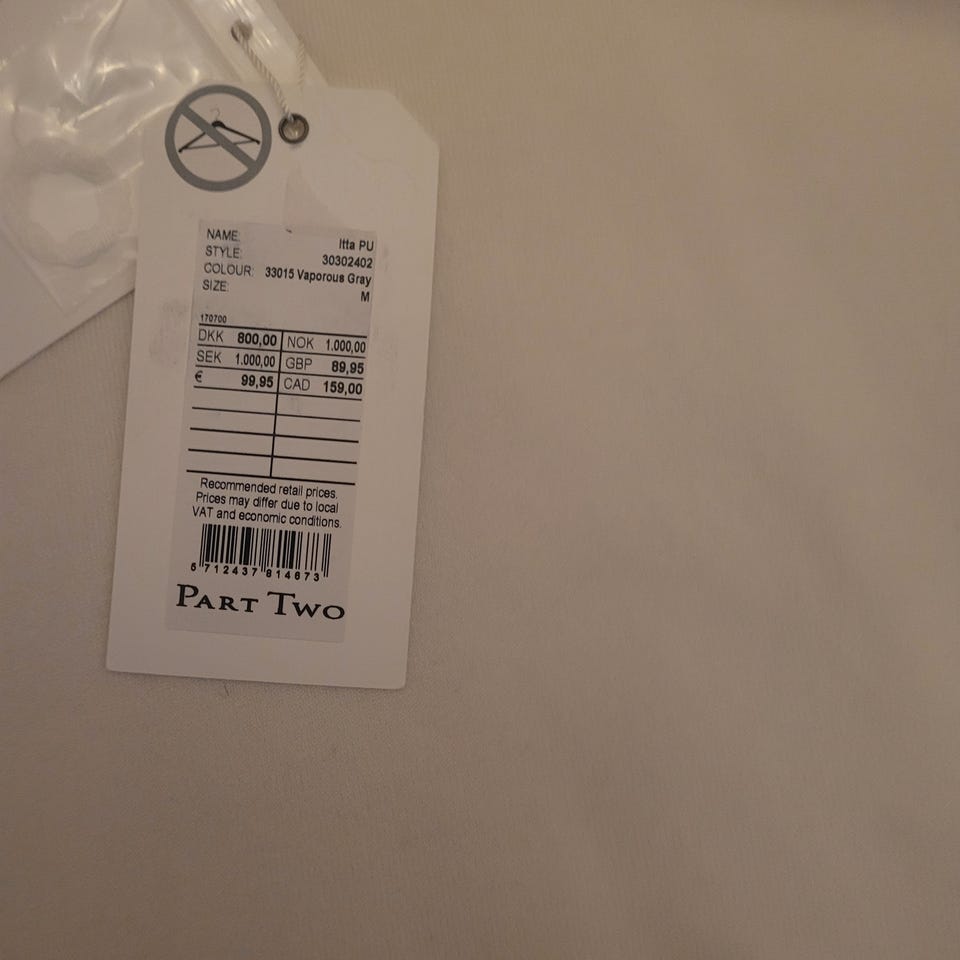 NAME: Itta PU
STYLE: 30302402
COLOUR: 33015 Vaporous Gray
SIZE: M
170700
DKK 800,00 NOK 1.000,00
SEK 1.000,00 GBP 89,95
€ 99,95 CAD 159,00
Recommended retail prices.
Prices may differ due to local
VAT and economic conditions.
5 712437 814673
PART TWO